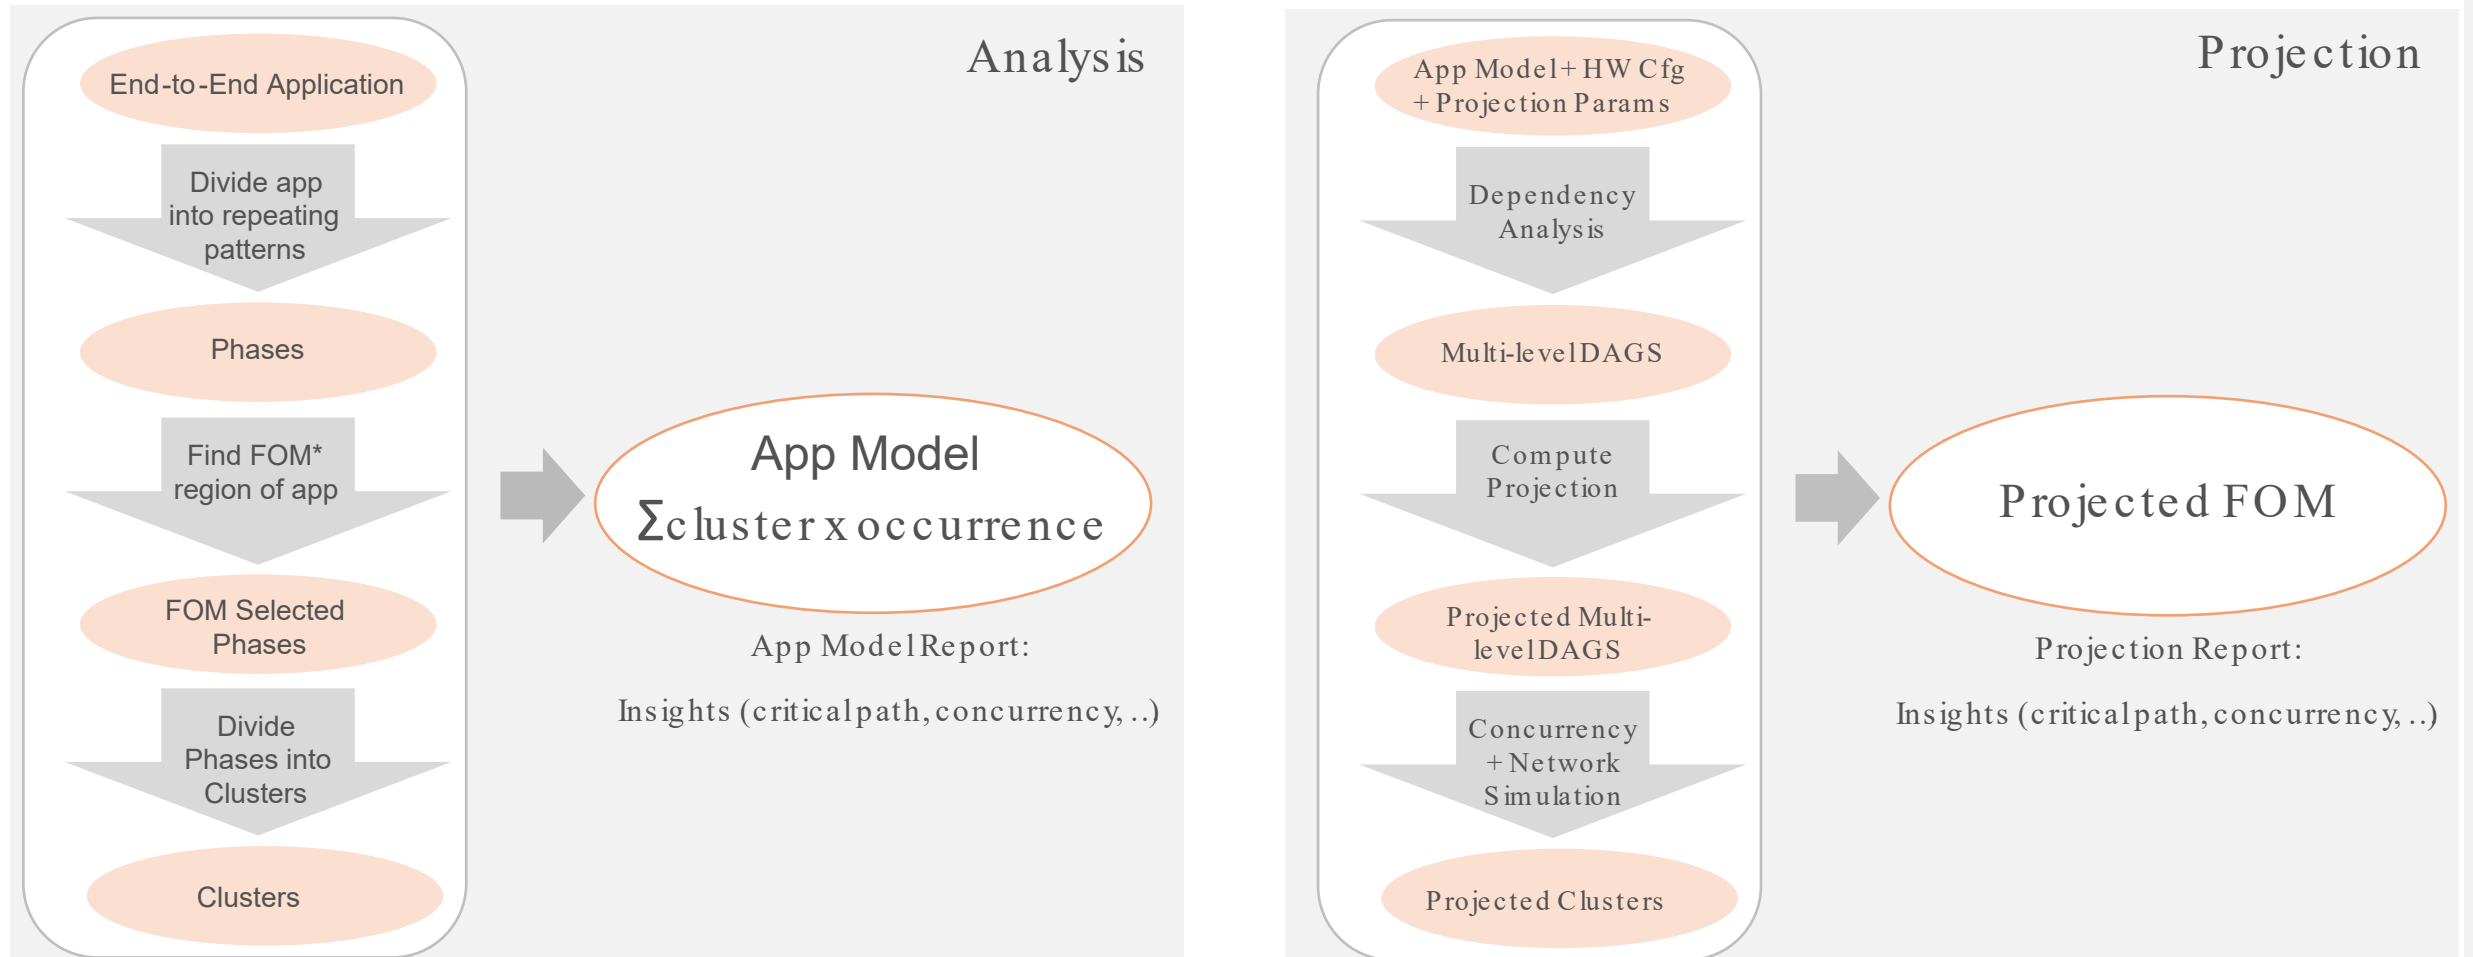 Analysis
End-to-End Application
Divide app
into repeating
patterns
Phases
Find FOM*
region of app
FOM Selected
Phases
Divide
Phases into
Clusters
Clusters
App Model
Σcluster x occurrence
App Model Report:
Insights (critical path, concurrency, ..)
Projection
App Model + HW Cfg
+ Projection Params
Dependency
Analysis
Multi-level DAGS
Compute
Projection
Projected Multi-
level DAGS
Concurrency
+ Network
Simulation
Projected Clusters
Projected FOM
Projection Report:
Insights (critical path, concurrency, ..)